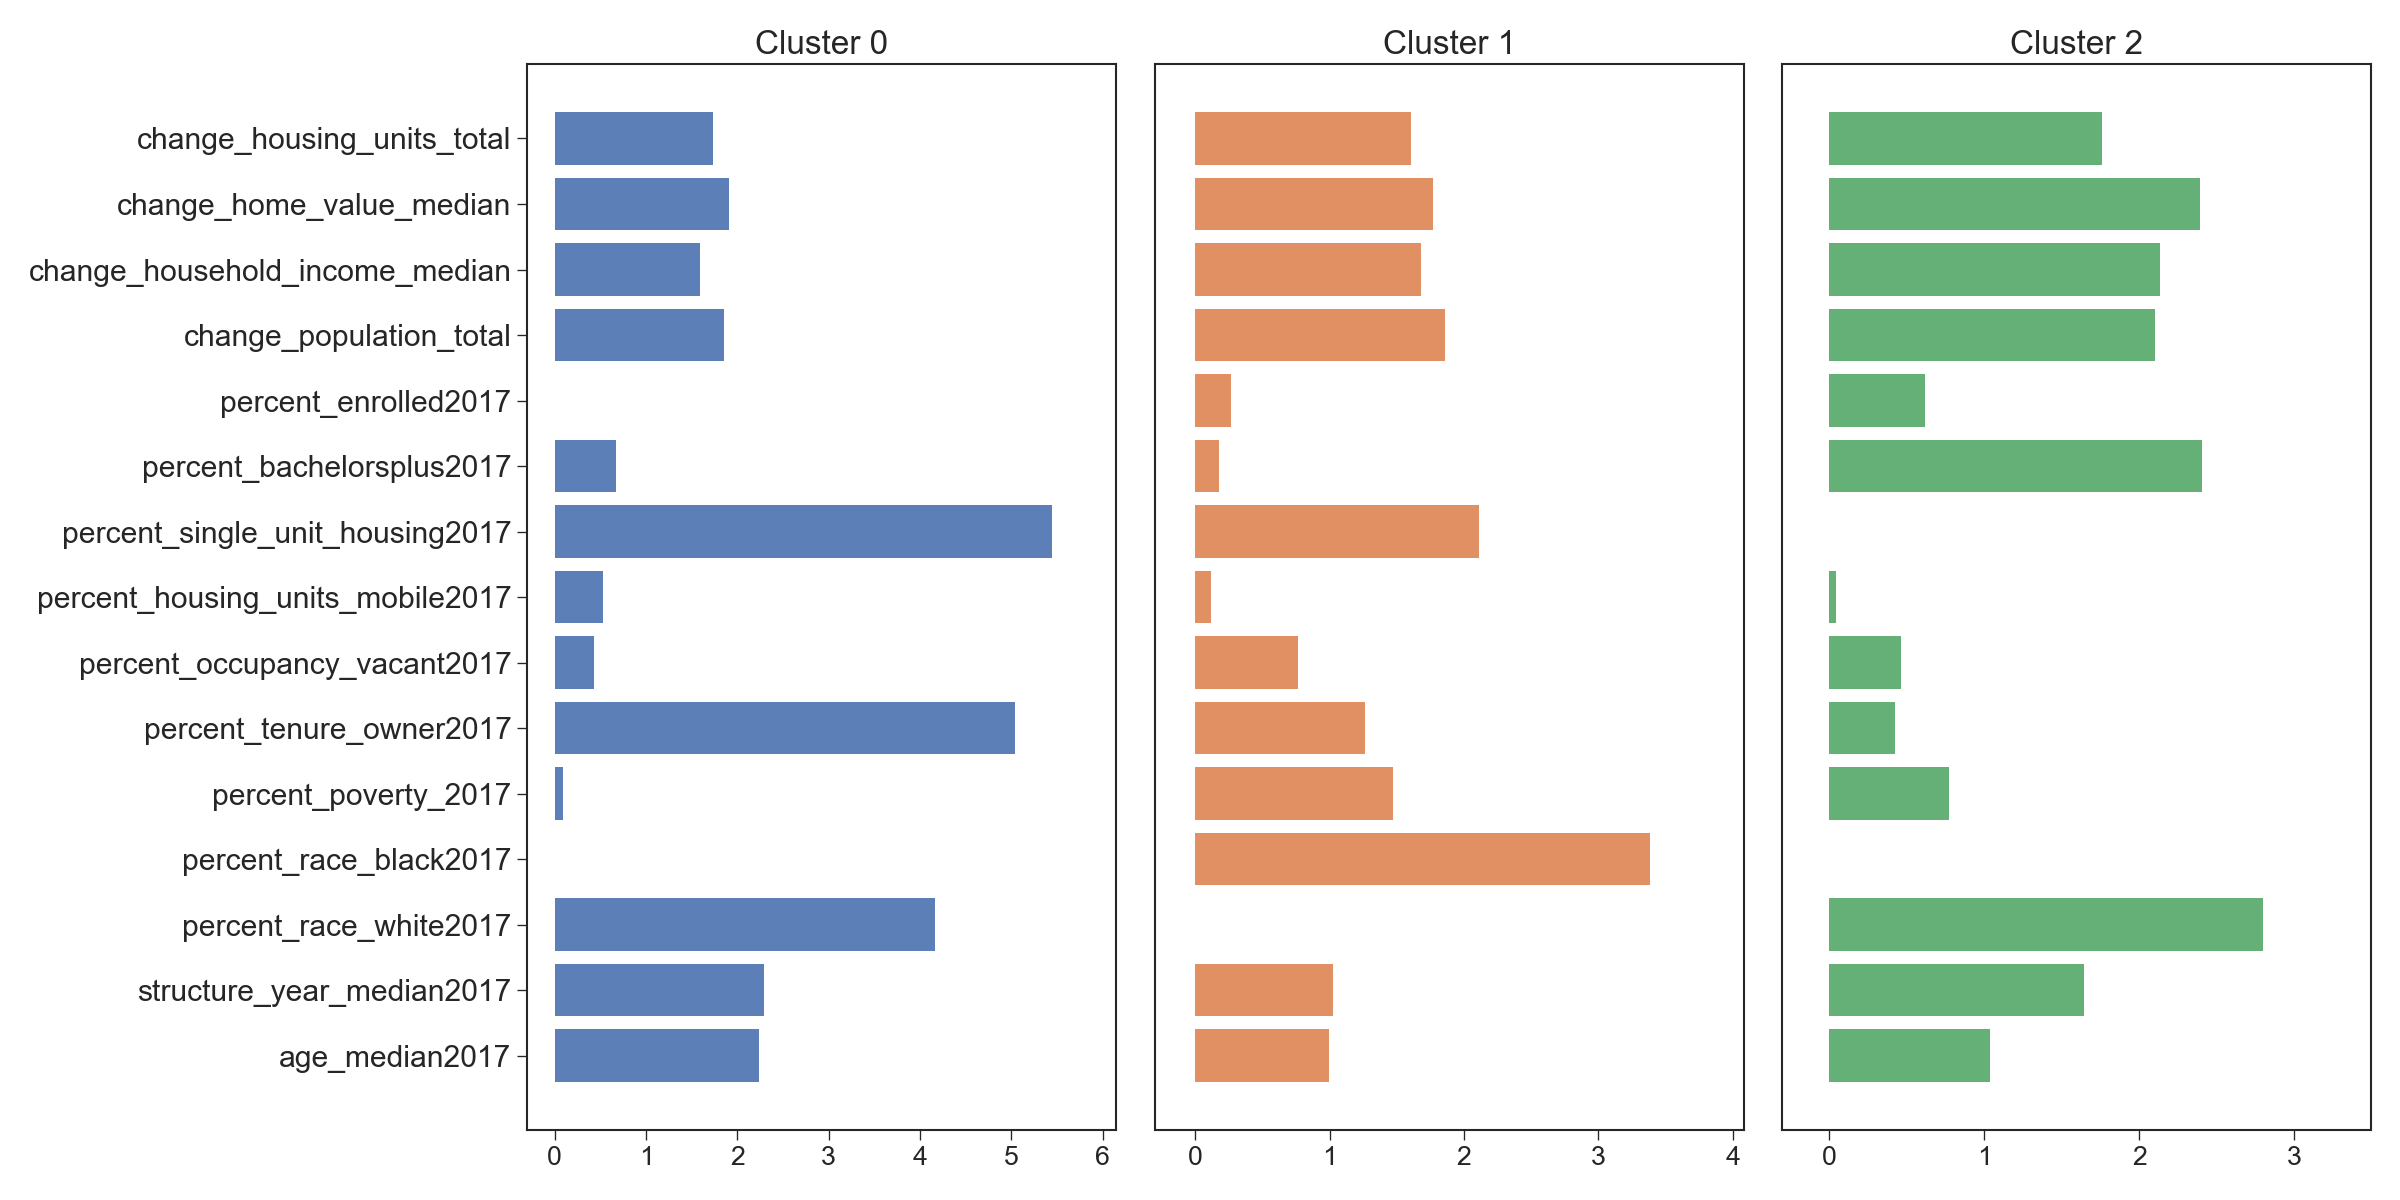 Cluster 0
Cluster 1
Cluster 2
change_housing_units_total
change_home_value_median
change_household_income_median
change_population_total
percent_enrolled2017
percent_bachelorsplus2017
percent_single_unit_housing2017
percent_housing_units_mobile2017
percent_occupancy_vacant2017
percent_tenure_owner2017
percent_poverty_2017
percent_race_black2017
percent_race_white2017
structure_year_median2017
age_median2017
0 1 2 3 4 5 6
0 1 2 3 4
0 1 2 3